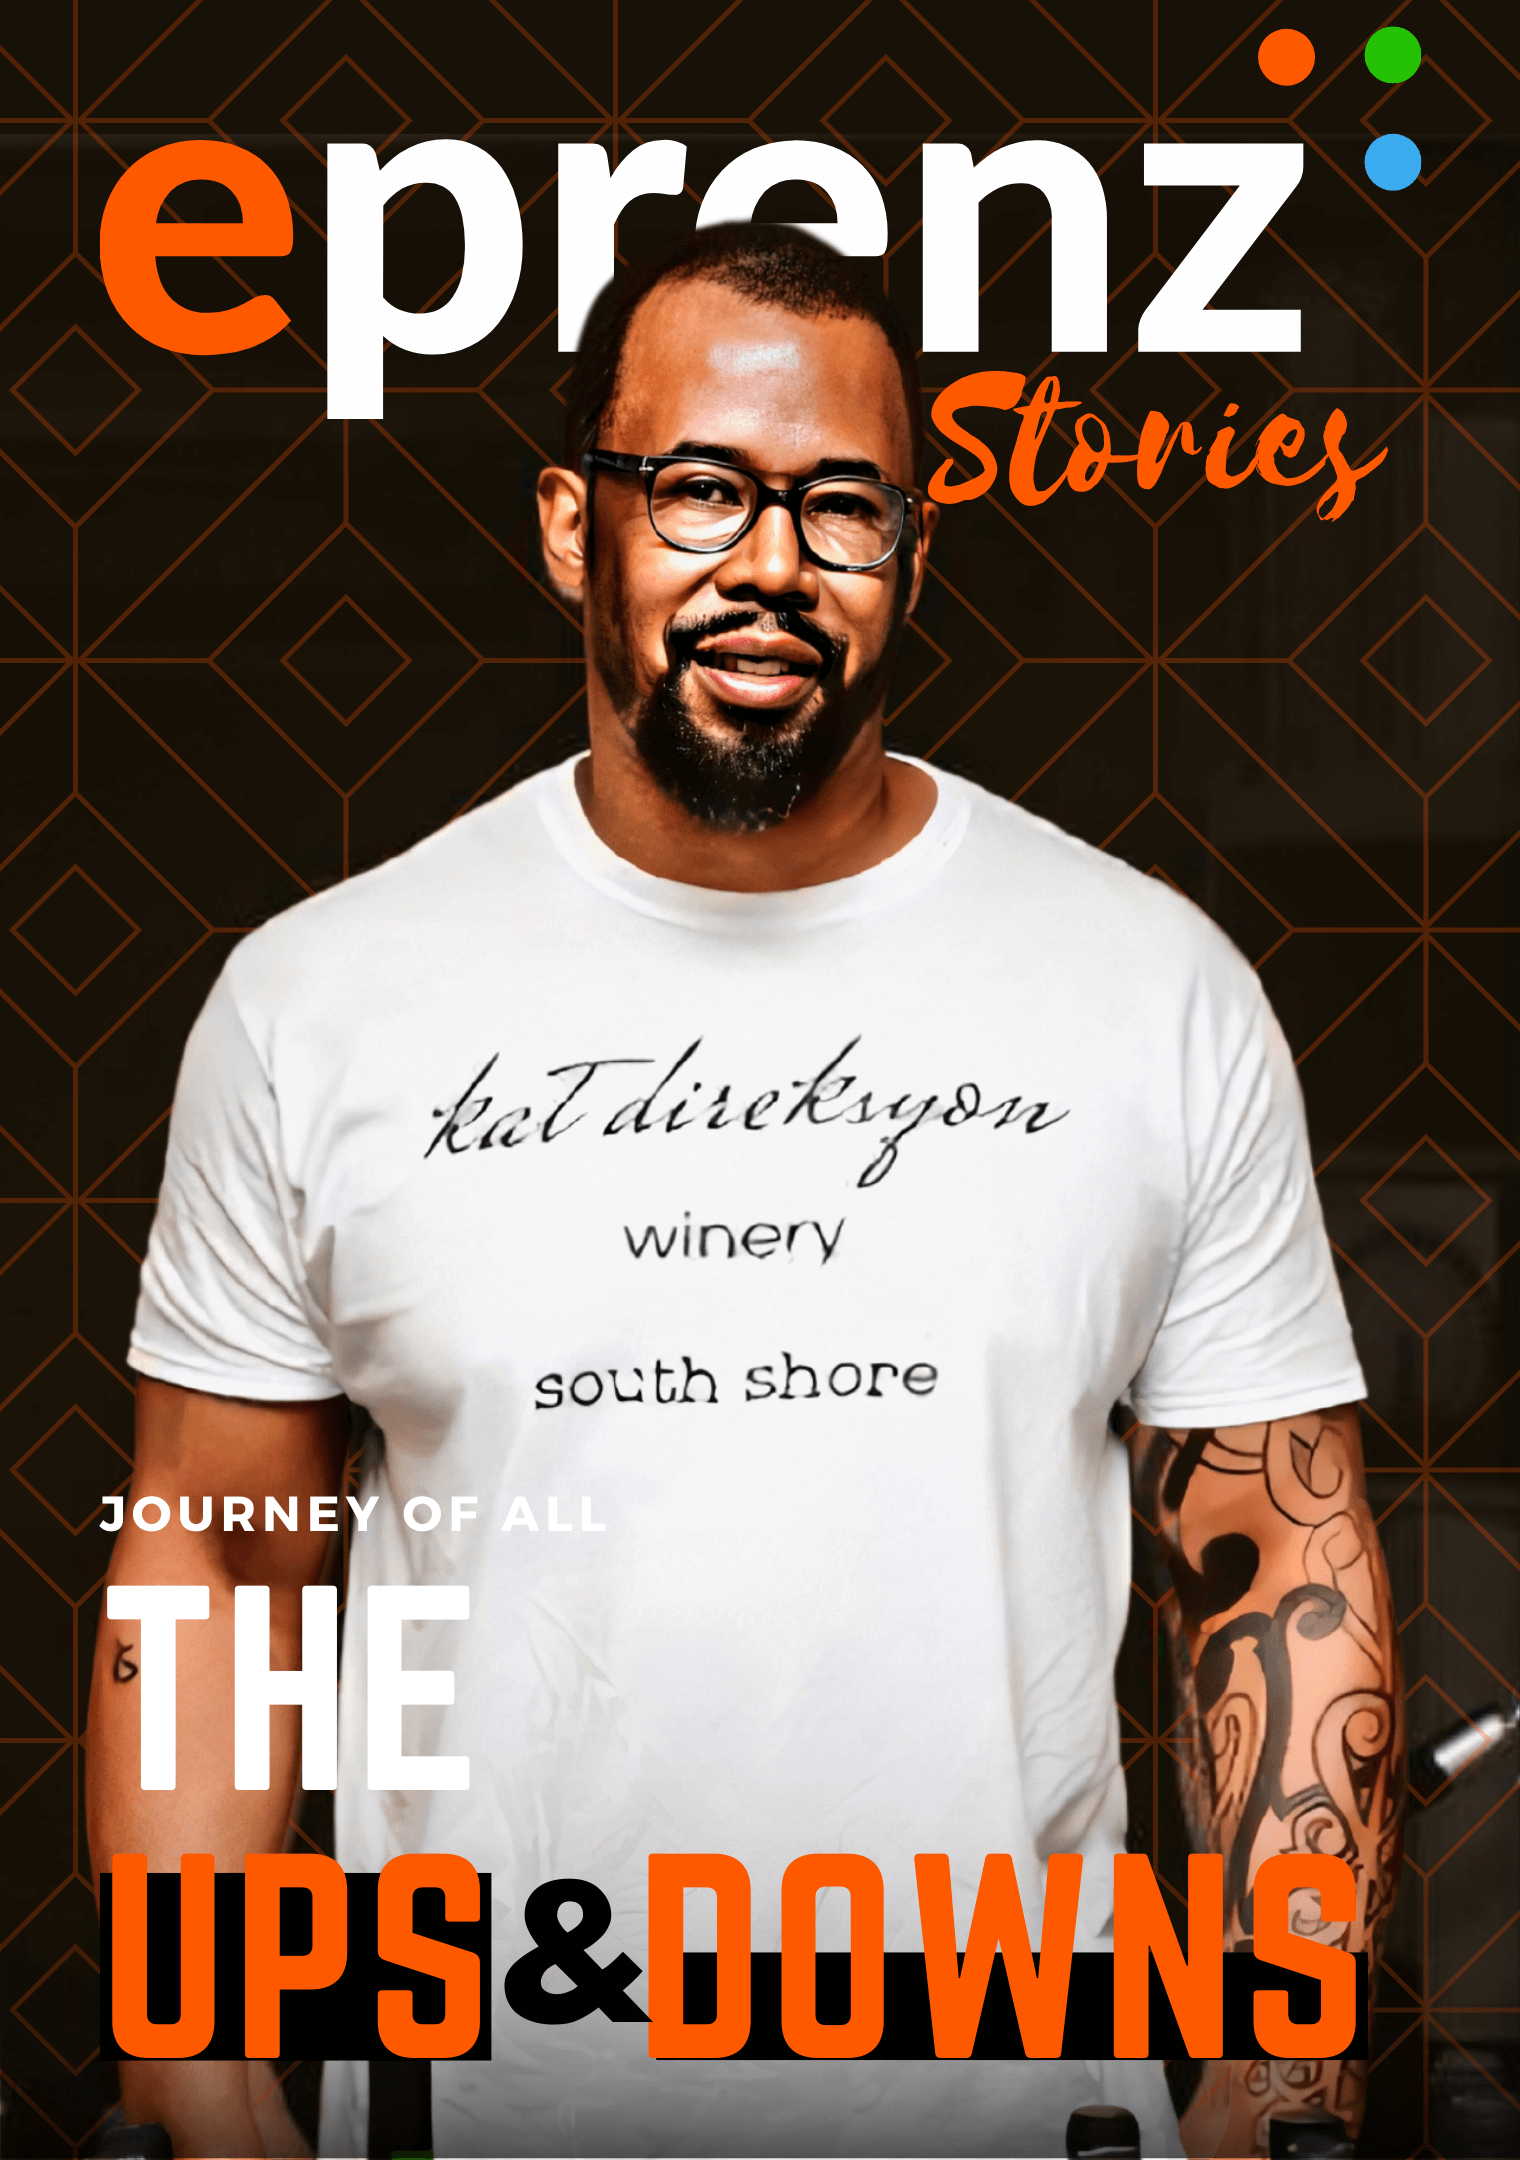 eprenz
Stories
kat direksyon
winery
south shore
JOURNEY OF ALL
THE
UPS&DOWNS